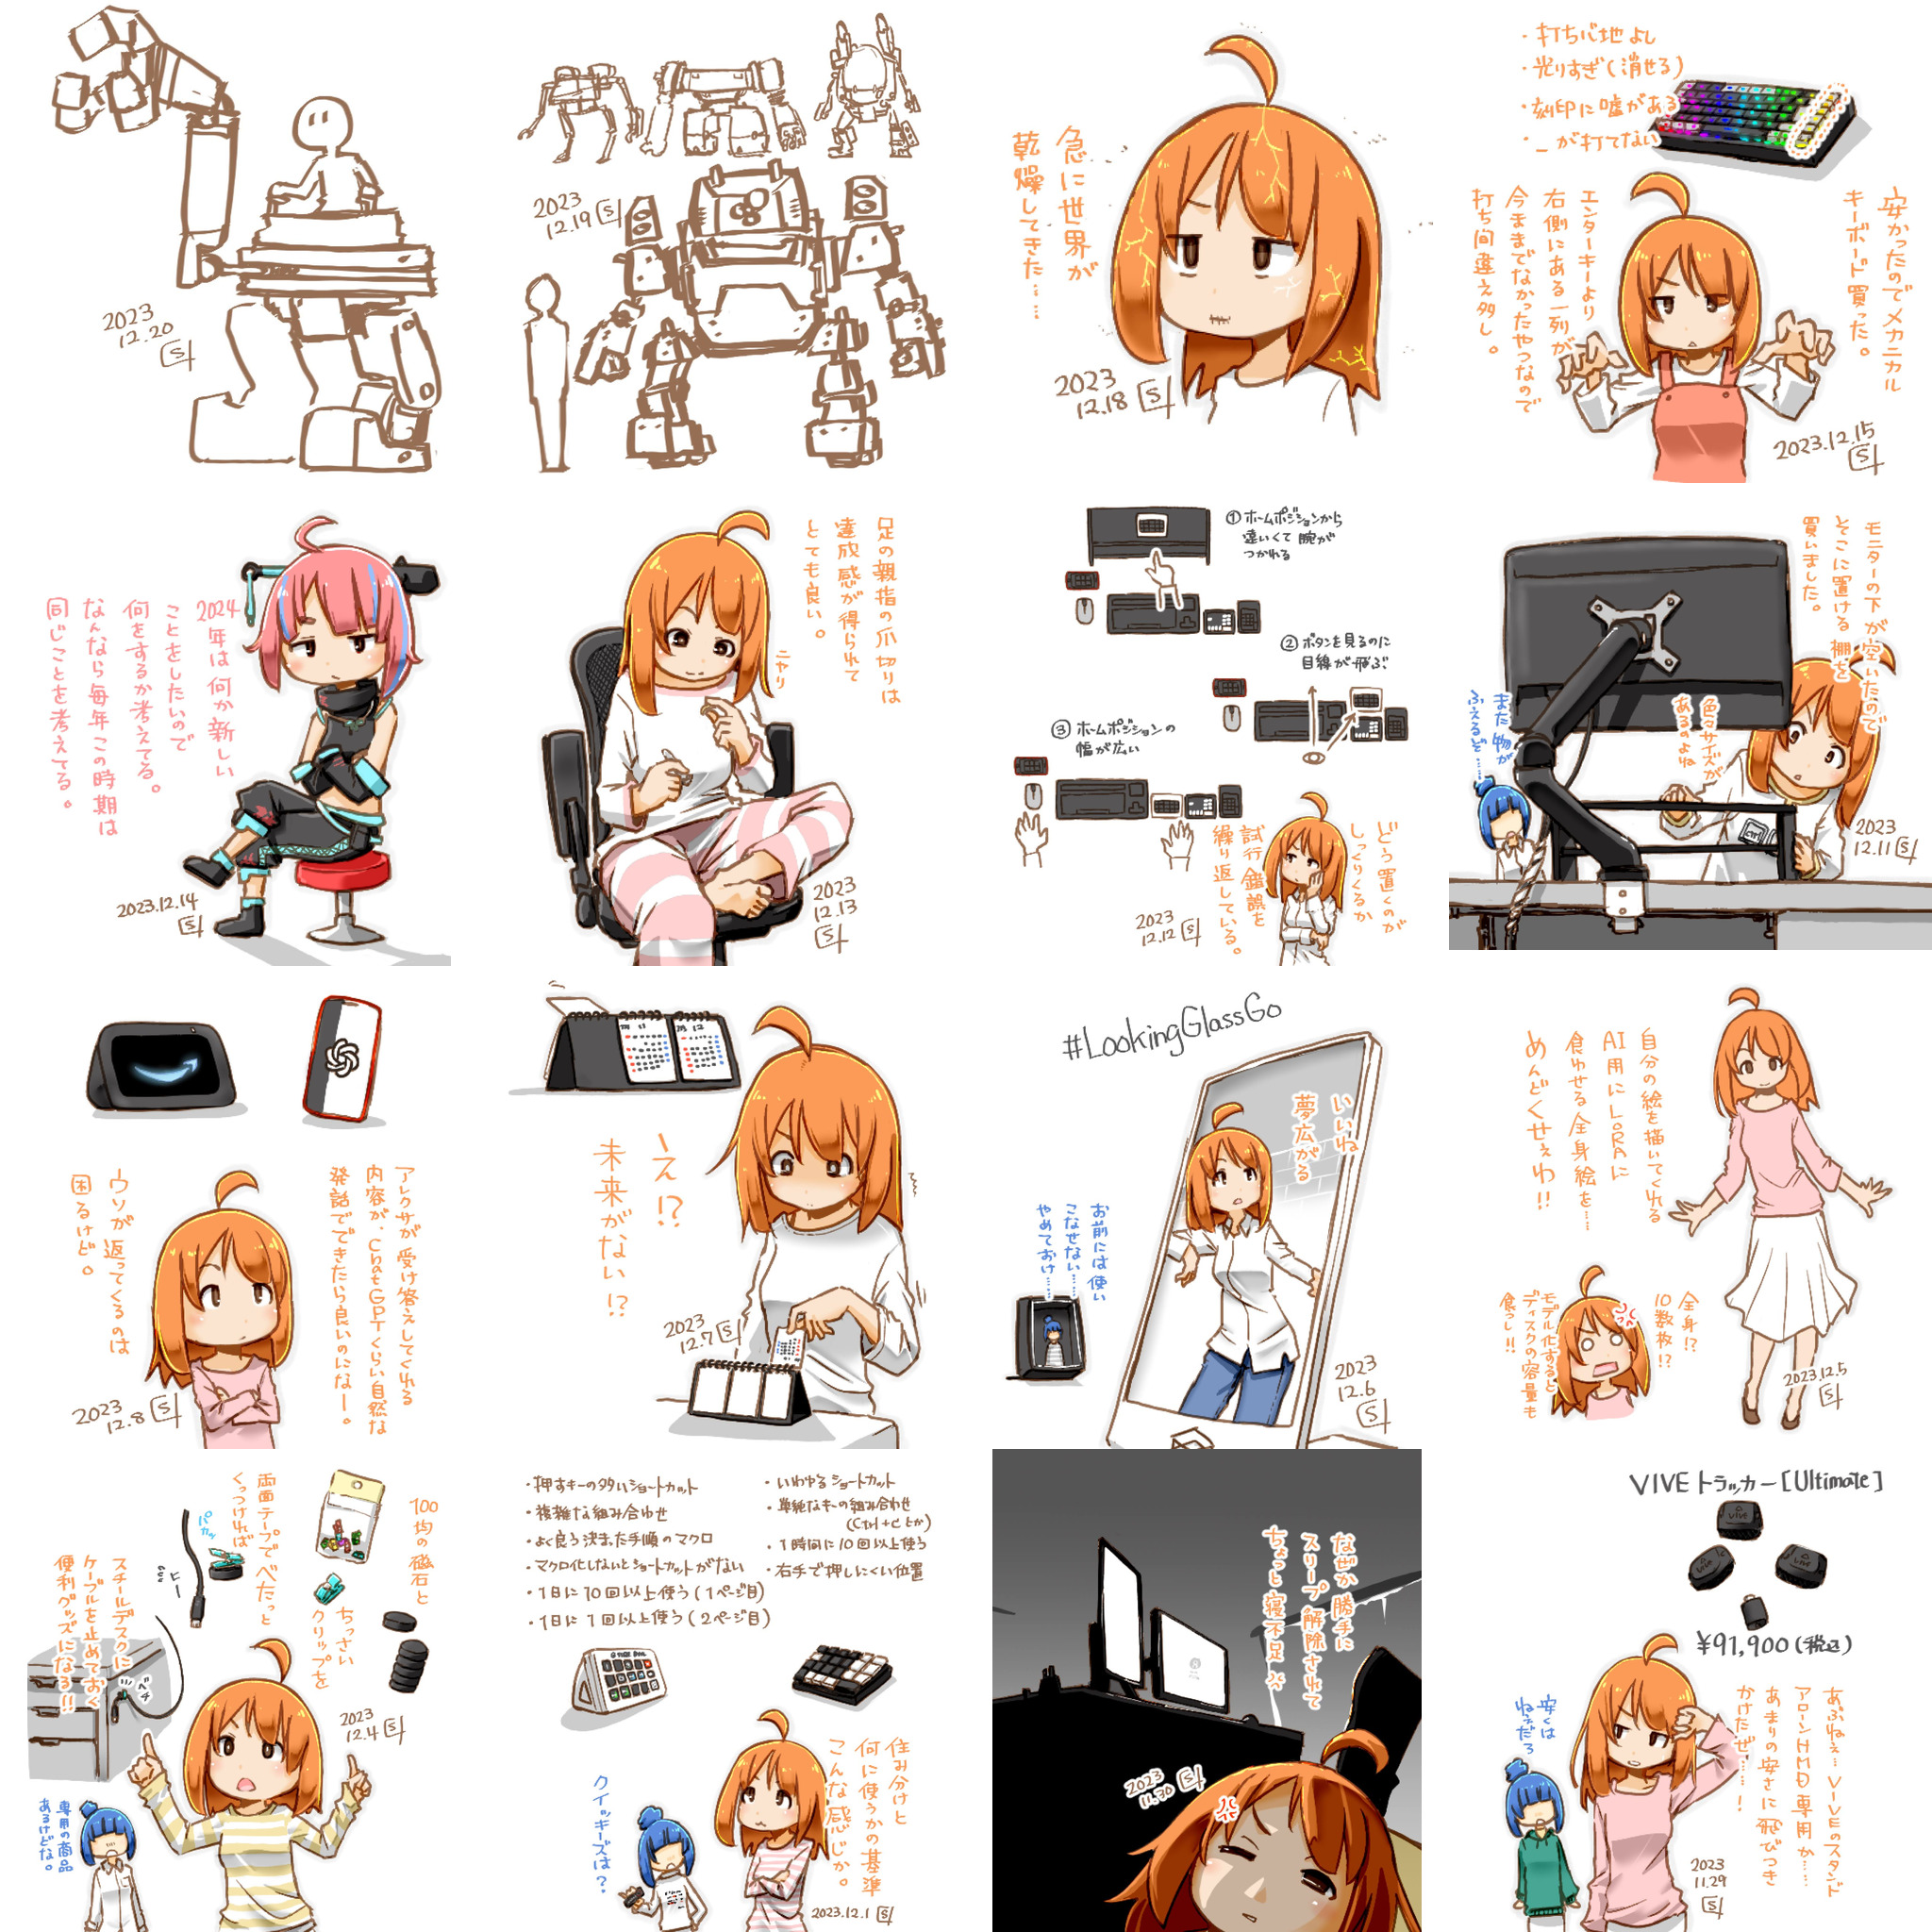 2023
12.20
2023
12.19
急に世界が
乾燥してきた……
2023
12.18
・打ち心地よし
・光りすぎ(消せる)
・刻印に嘘がある
・_が打てない
安かったのでメカニカル
キーボード買った。
エンターキーより
右側にある一列が
今までなかったやつなので
打ち間違え多し。
2023.12.15
2024年は何か新しい
ことをしたいので
何をするか考えてる。
なんなら毎年この時期は
同じことを考えてる。
2023.12.14
足の親指の爪切りは
達成感が得られて
とても良い。
ニヤリ
2023
12.13
①ホームポジションから
遠いくて腕が
つかれる
②ボタンを見るのに
目線が飛ぶ
③ホームポジションの
幅が広い
どう置くのが
しっくりくるか
試行錯誤を
繰り返している。
2023
12.12
モニターの下が空いたので
そこに置ける棚を
買いました。
色々サイズが
あるのよね
また物が
ふえるぞ……
Ctrl
2023
12.11
アレクサが受け答えしてくれる
内容が、ChatGPTくらい自然な
発話でできたら良いのになー。
ウソが返ってくるのは
困るけど。
2023
12.8
え!?
未来がない!?
2023
12.7
#LookingGlassGo
いいね
夢広がる
お前には使い
こなせない……
やめておけ……
2023
12.6
自分の絵を描いてくれる
AI用にLoRAに
食わせる全身絵を……
めんどくせぇわ!!
全身!?
10数枚!?
モデル化すると
ディスクの容量も
食うし!!
2023.12.5
100均の磁石と
ちっさい
クリップを
両面テープでべたっと
くっつければ
パカッ
ピー
ペチ
スチールデスクに
ケーブルを止めておく
便利グッズになる!!
専用の商品
あるけどな。
2023
12.4
・押すキーの多いショートカット
・複雑な組み合わせ
・よく良う決まった手順のマクロ
・マクロ化しないとショートカットがない
・1日に10回以上使う(1ページ目)
・1日に1回以上使う(2ページ目)
・いわゆるショートカット
・単純なキーの組み合わせ
(Ctrl+Cとか)
・1時間に10回以上使う
・右手で押しにくい位置
住み分けと
何に使うかの基準
こんな感じか。
クイックキーズは?
2023.12.1
なぜか勝手に
スリープ解除されて
ちょっと寝不足
2023
11.30
VIVEトラッカー[Ultimate]
VIVE
VIVE
VIVE
¥91,900(税込)
あぶねぇ…VIVEのスタンド
アローンHMD専用か……
あまりの安さに飛びつき
かけたぜ……!
安くは
ねぇだろ
2023
11.29